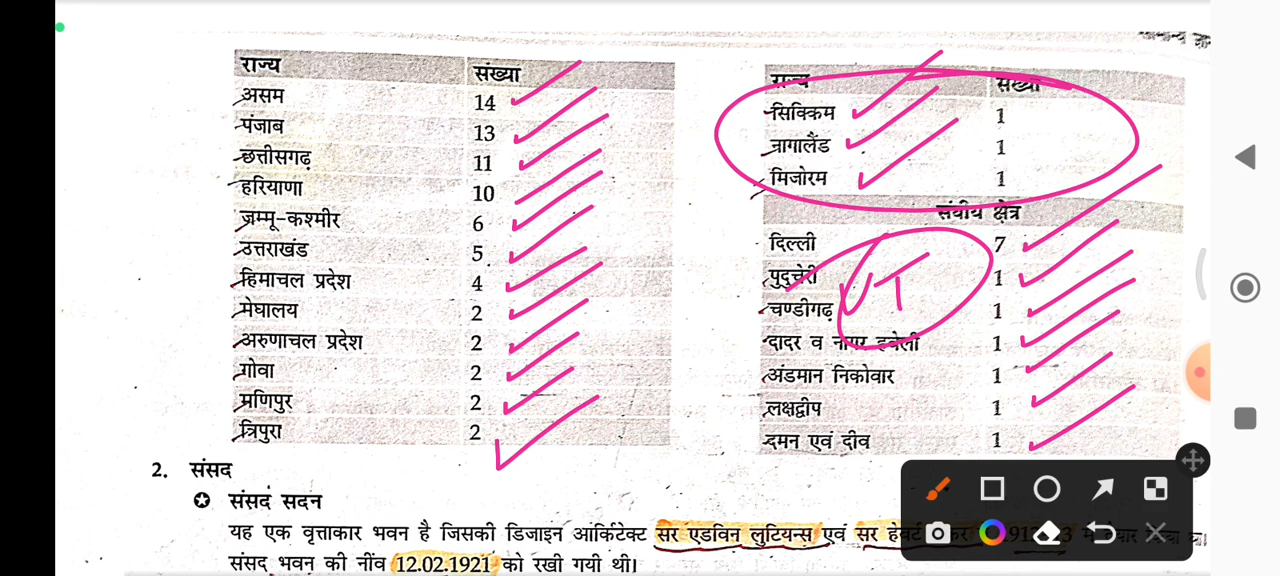 राज्य संख्या
असम 14
पंजाब 13
छत्तीसगढ़ 11
हरियाणा 10
जम्मू-कश्मीर 6
उत्तराखंड 5
हिमाचल प्रदेश 4
मेघालय 2
अरुणाचल प्रदेश 2
गोवा 2
मणिपुर 2
त्रिपुरा 2
राज्य संख्या
सिक्किम 1
नागालैंड 1
मिजोरम 1
संघीय क्षेत्र
दिल्ली 7
पुदुच्चेरी 1
चण्डीगढ़ 1
UT
दादर व नागर हवेली 1
अंडमान निकोवार 1
लक्षद्वीप 1
दमन एवं दीव 1
2. संसद
संसद सदन
यह एक वृत्ताकार भवन है जिसकी डिजाइन आंर्किटेक्ट सर एडविन लुटियन्स एवं सर
संसद भवन की नींव 12.02.1921 को रखी गयी थी।